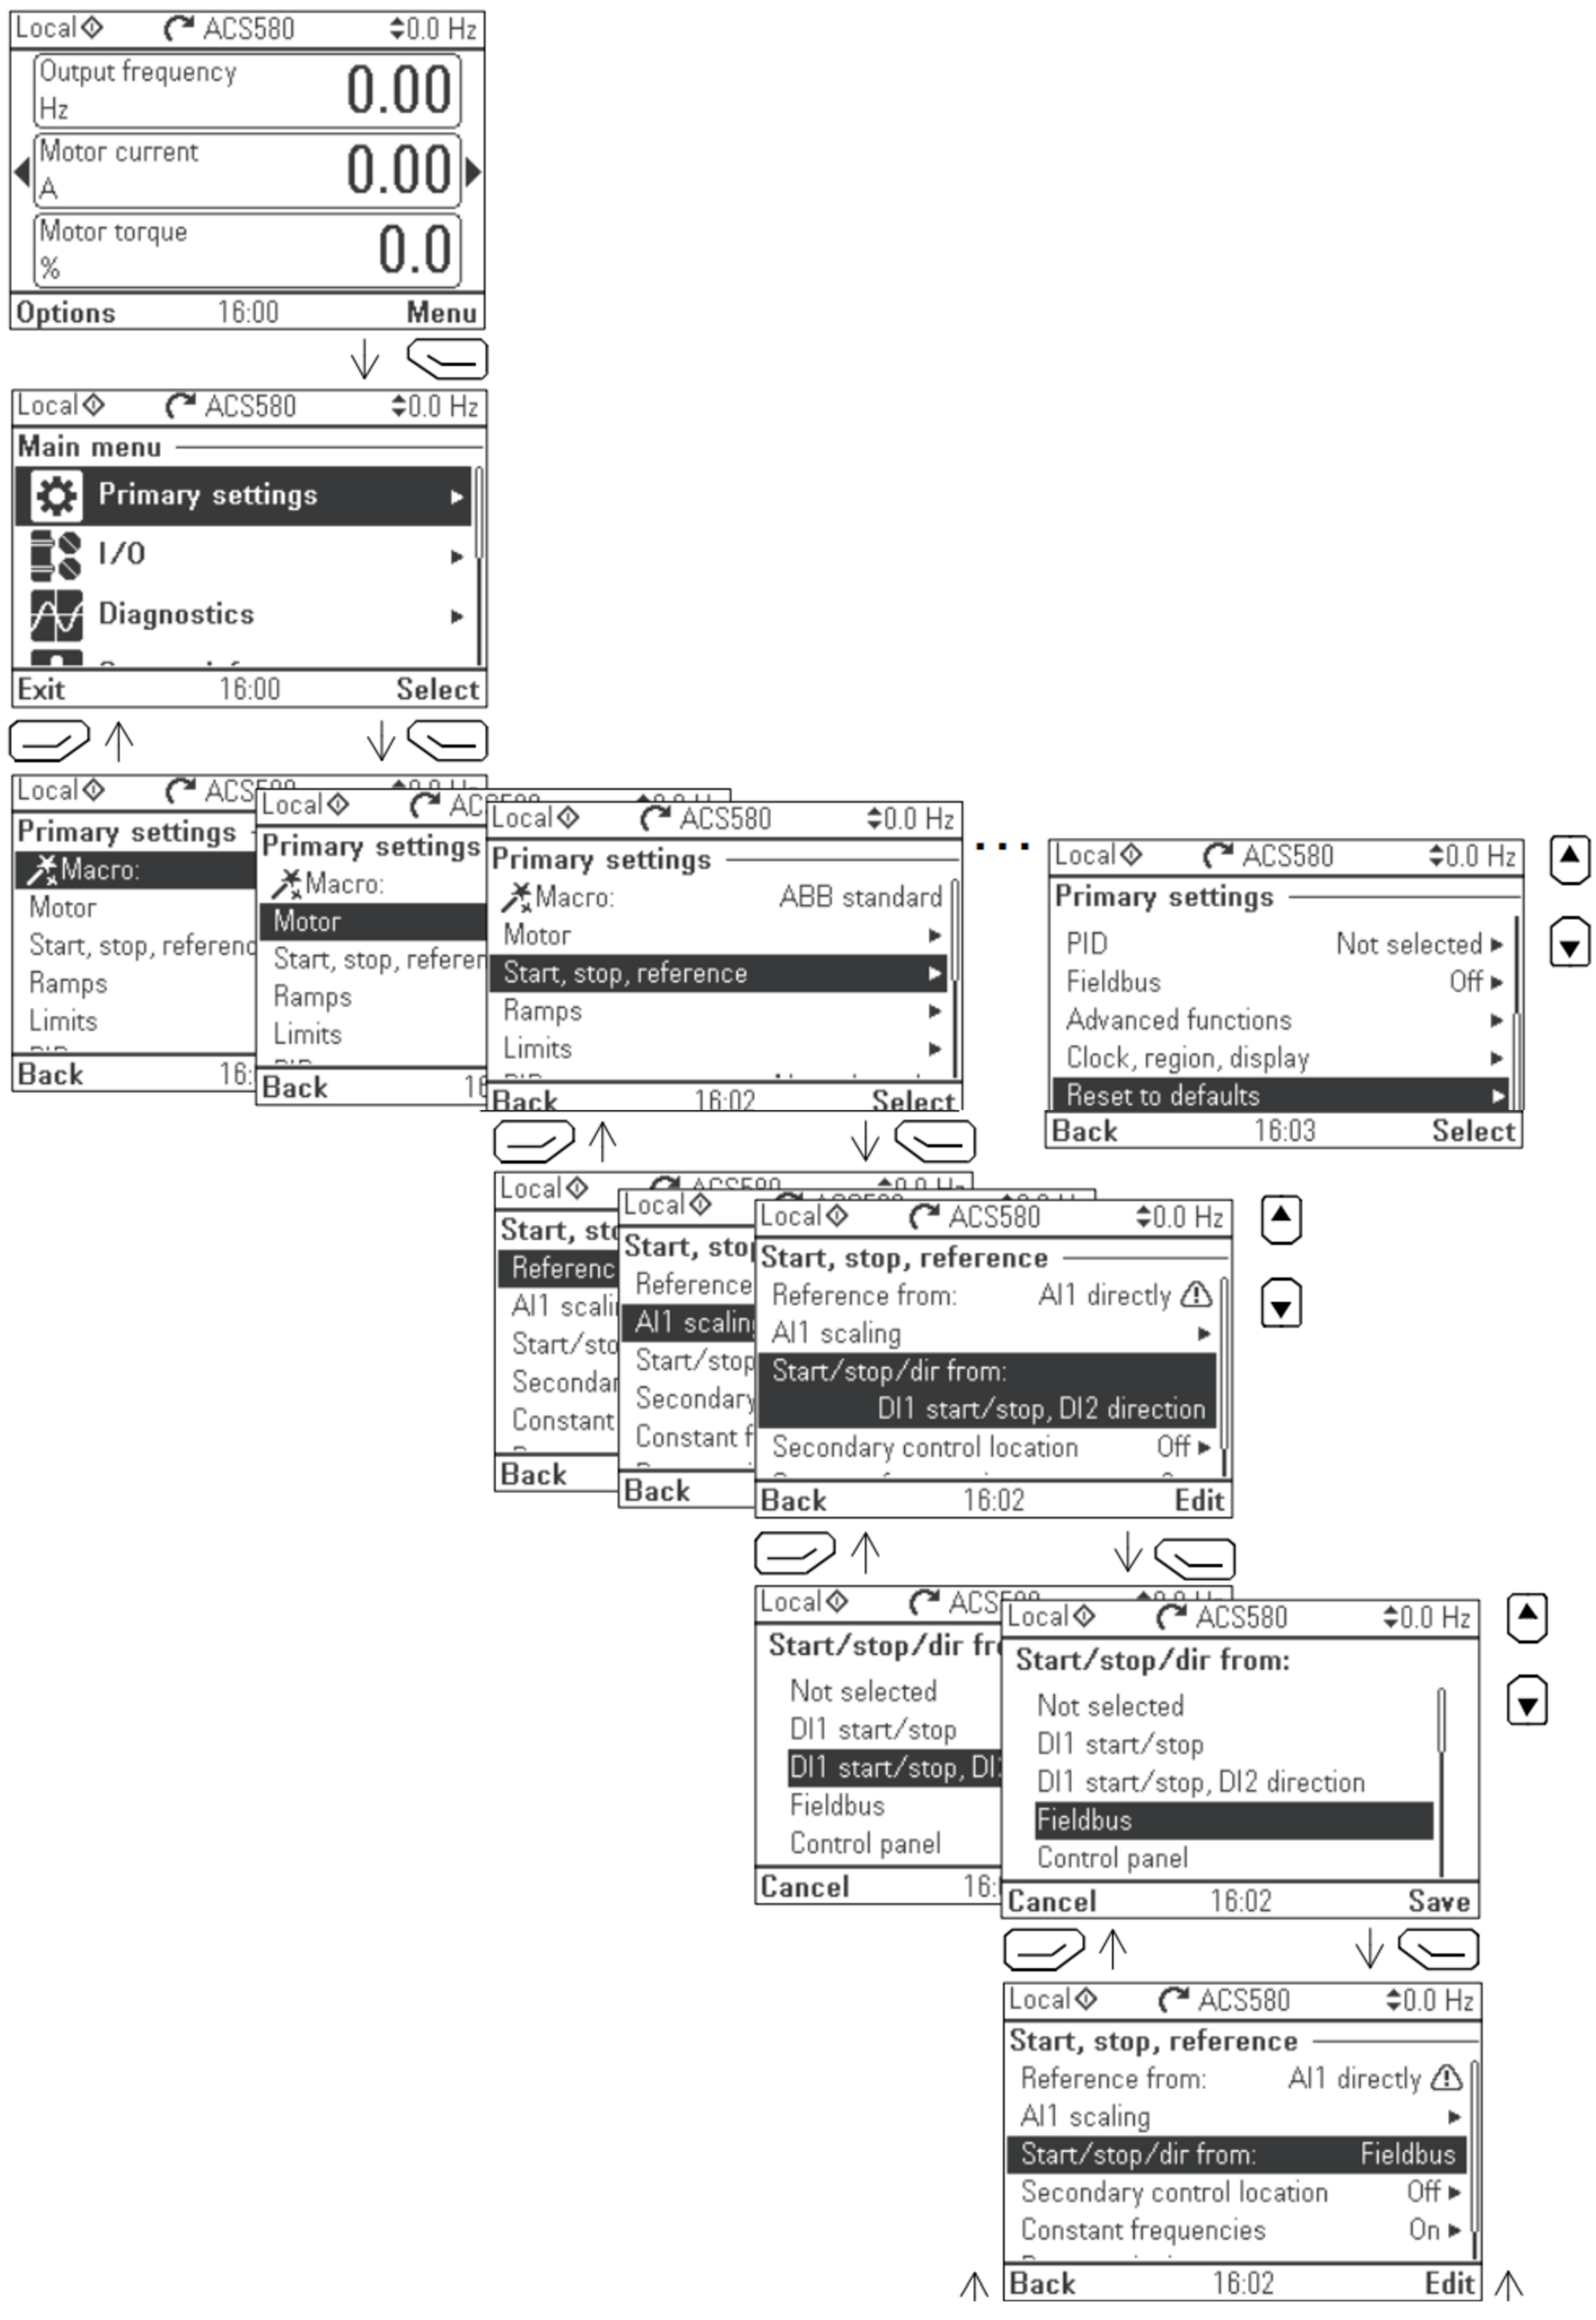 Local ACS580 0.0 Hz
Output frequency
Hz 0.00
Motor current
A 0.00
Motor torque
% 0.0
Options 16:00 Menu
Local ACS580 0.0 Hz
Main menu
Primary settings
I/O
Diagnostics
Exit 16:00 Select
Local
Primary settings
Macro:
Motor
Start, stop, referenc
Ramps
Limits
Back 16:
Local
Primary settings
Macro:
Motor
Start, stop, referen
Ramps
Limits
Back
Local ACS580 0.0 Hz
Primary settings
Macro: ABB standard
Motor
Start, stop, reference
Ramps
Limits
Back 16:02 Select
...
Local ACS580 0.0 Hz
Primary settings
PID Not selected
Fieldbus Off
Advanced functions
Clock, region, display
Reset to defaults
Back 16:03 Select
Local
Start, sto
Referenc
AI1 scali
Start/sto
Secondar
Constant
Back
Local
Start, stop
Reference
AI1 scaling
Start/stop
Secondary
Constant f
Back
Local ACS580 0.0 Hz
Start, stop, reference
Reference from: AI1 directly
AI1 scaling
Start/stop/dir from:
DI1 start/stop, DI2 direction
Secondary control location Off
Back 16:02 Edit
Local
Start/stop/dir fro
Not selected
DI1 start/stop
DI1 start/stop, DI2
Fieldbus
Control panel
Cancel 16:
Local ACS580 0.0 Hz
Start/stop/dir from:
Not selected
DI1 start/stop
DI1 start/stop, DI2 direction
Fieldbus
Control panel
Cancel 16:02 Save
Local ACS580 0.0 Hz
Start, stop, reference
Reference from: AI1 directly
AI1 scaling
Start/stop/dir from: Fieldbus
Secondary control location Off
Constant frequencies On
Back 16:02 Edit